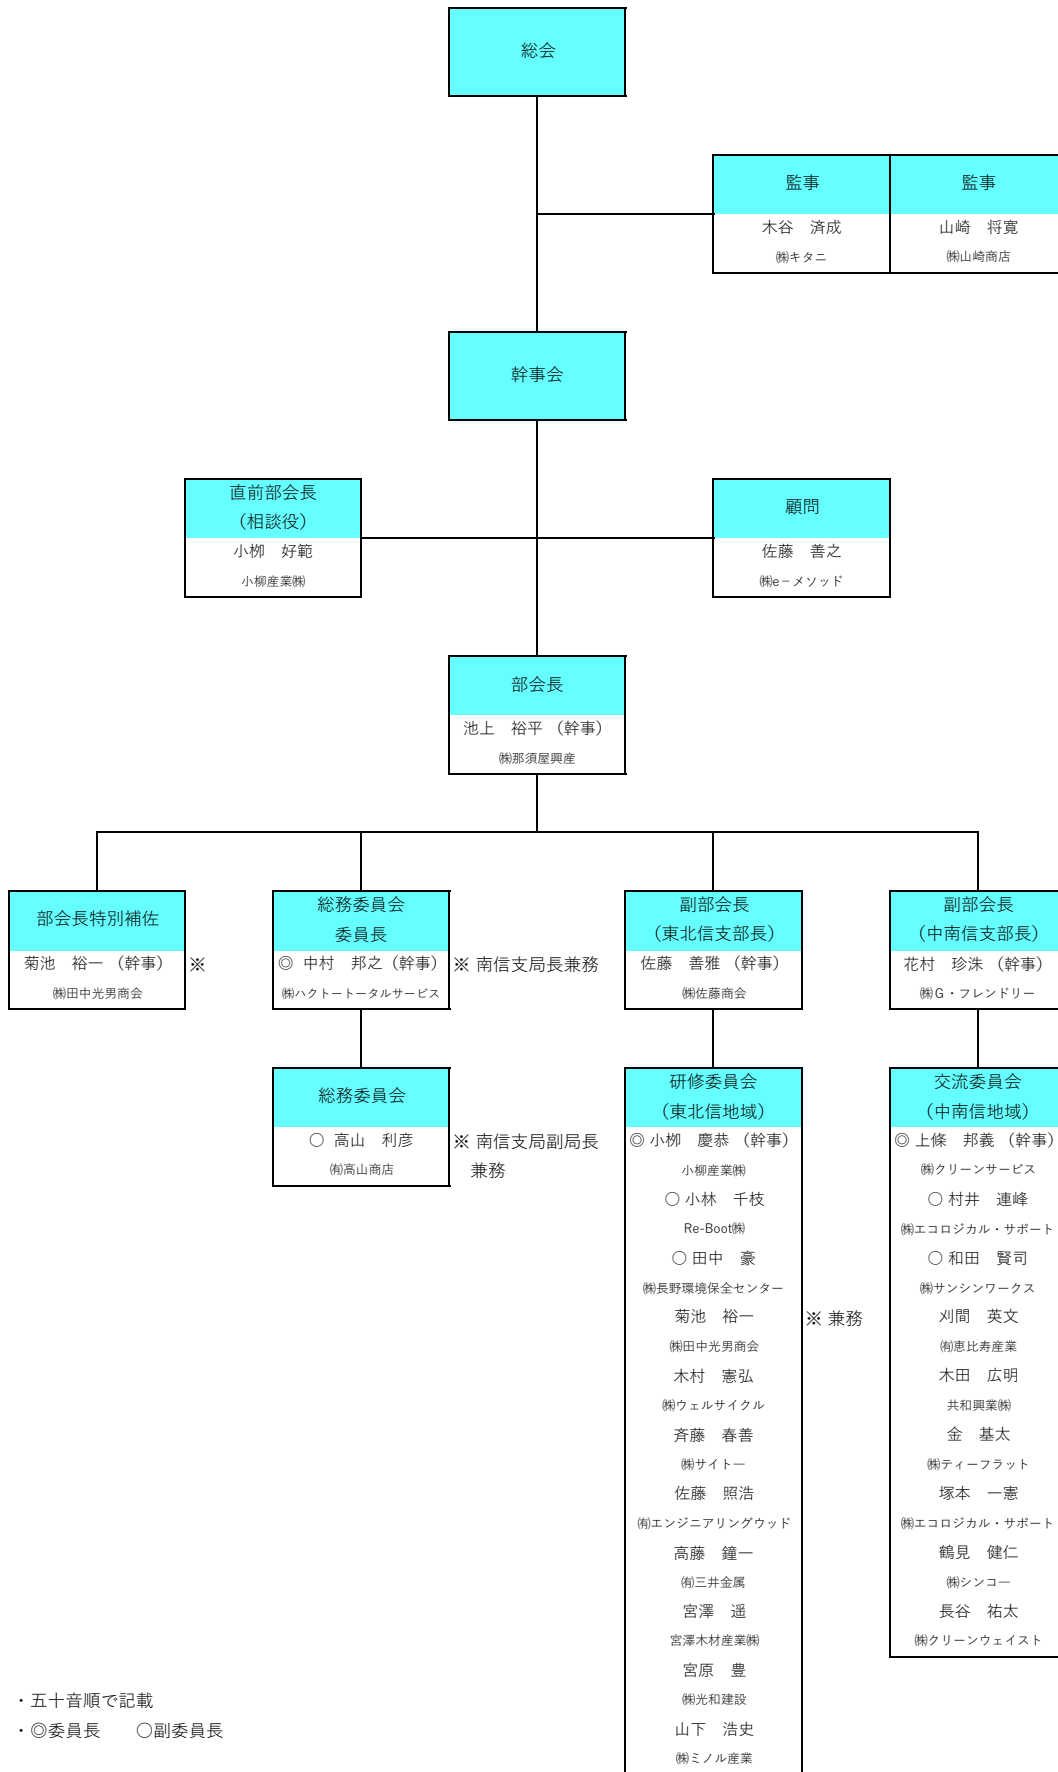 総会
監事
木谷　済成
㈱キタニ
監事
山崎　将寛
㈱山崎商店
幹事会
直前部会長
（相談役）
小栁　好範
小柳産業㈱
顧問
佐藤　善之
㈱e－メソッド
部会長
池上　裕平 （幹事）
㈱那須屋興産
部会長特別補佐
菊池　裕一 （幹事）
㈱田中光男商会
※
総務委員会
委員長
◎ 中村　邦之 （幹事）
㈱ハクトートータルサービス
※ 南信支局長兼務
副部会長
（東北信支部長）
佐藤　善雅 （幹事）
㈱佐藤商会
副部会長
（中南信支部長）
花村　珍洙 （幹事）
㈱Ｇ・フレンドリー
総務委員会
○ 高山　利彦
㈲高山商店
※ 南信支局副局長
兼務
研修委員会
（東北信地域）
◎ 小栁　慶恭 （幹事）
小柳産業㈱
○ 小林　千枝
Re-Boot㈱
○ 田中　豪
㈱長野環境保全センター
菊池　裕一
㈱田中光男商会
※ 兼務
木村　憲弘
㈱ウェルサイクル
斉藤　春善
㈱サイトー
佐藤　照浩
㈲エンジニアリングウッド
高藤　鐘一
㈲三井金属
宮澤　遥
宮澤木材産業㈱
宮原　豊
㈱光和建設
山下　浩史
㈱ミノル産業
交流委員会
（中南信地域）
◎ 上條　邦義 （幹事）
㈱クリーンサービス
○ 村井　連峰
㈱エコロジカル・サポート
○ 和田　賢司
㈱サンシンワークス
刈間　英文
㈲恵比寿産業
木田　広明
共和興業㈱
金　基太
㈱ティーフラット
塚本　一憲
㈱エコロジカル・サポート
鶴見　健仁
㈱シンコー
長谷　祐太
㈱クリーンウェイスト
・五十音順で記載
・◎委員長　　○副委員長